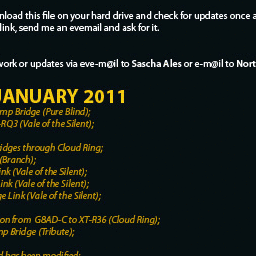 nload this file on your hard drive and check for updates once a
link, send me an evemail and ask for it.
work or updates via eve-m@il to Sascha Ales or e-m@il to Nort
JANUARY 2011
mp Bridge (Pure Blind);
-RQ3 (Vale of the Silent);
idges through Cloud Ring;
(Branch);
ink (Vale of the Silent);
Link (Vale of the Silent);
ge Link (Vale of the Silent);
on from G8AD-C to XT-R36 (Cloud Ring);
mp Bridge (Tribute);
d has been modified;